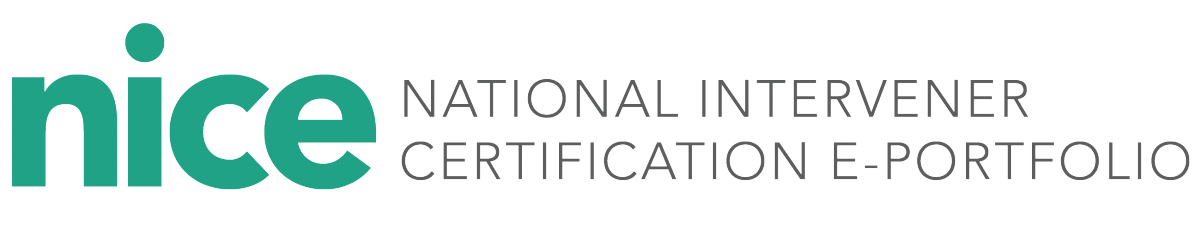 nice
NATIONAL INTERVENER
CERTIFICATION E-PORTFOLIO